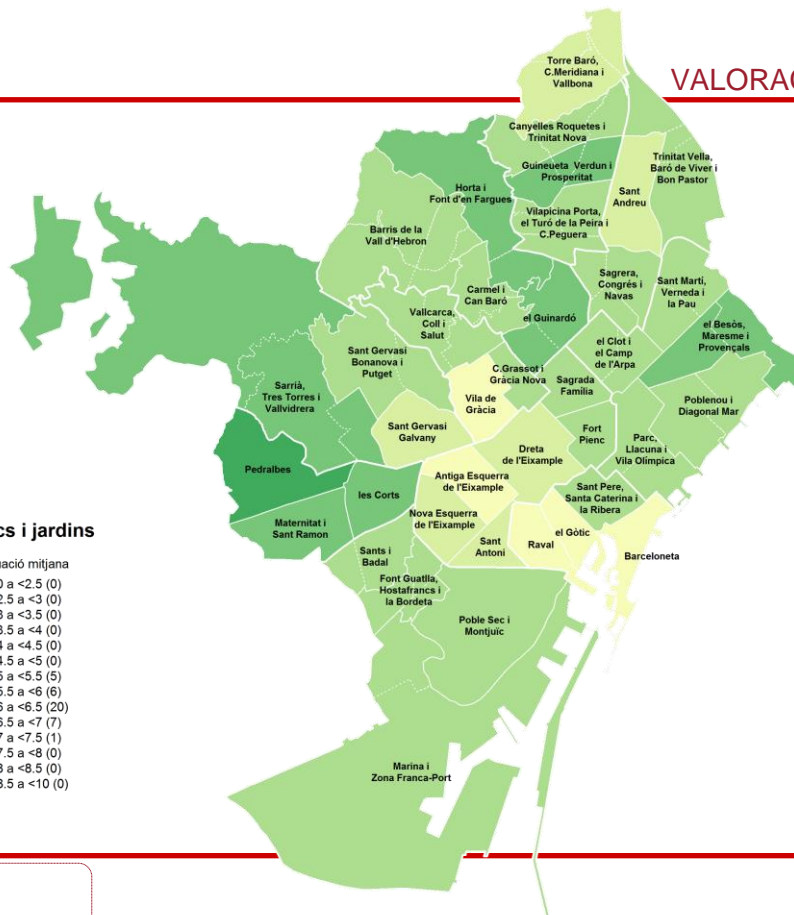 VALORAC
Torre Baró,
C.Meridiana i
Vallbona
Canyelles Roquetes i
Trinitat Nova
Guineueta Verdun i
Prosperitat
Trinitat Vella,
Baró de Viver i
Bon Pastor
Sant
Andreu
Horta i
Font d'en Fargues
Vilapicina Porta,
el Turó de la Peira i
C.Peguera
Barris de la
Vall d'Hebron
Sagrera,
Congrés i
Navas
Sant Martí,
Verneda i
la Pau
Carmel i
Can Baró
Vallcarca,
Coll i
Salut
el Guinardó
el Besòs,
Maresme i
Provençals
el Clot i
el Camp
de l'Arpa
Sant Gervasi
Bonanova i
Putget
C.Grassot i
Gràcia Nova
Sagrada
Família
Sarrià,
Tres Torres i
Vallvidrera
Vila de
Gràcia
Poblenou i
Diagonal Mar
Sant Gervasi
Galvany
Fort
Pienc
Parc,
Llacuna i
Vila Olímpica
Dreta
de l'Eixample
Pedralbes
Antiga Esquerra
de l'Eixample
les Corts
Sant Pere,
Santa Caterina i
la Ribera
Nova Esquerra
de l'Eixample
Maternitat i
Sant Ramon
el Gòtic
Sant
Antoni
Raval
Barceloneta
Sants i
Badal
Font Guatlla,
Hostafrancs i
la Bordeta
Poble Sec i
Montjuïc
Marina i
Zona Franca-Port
cs i jardins
uació mitjana
0 a <2.5 (0)
2.5 a <3 (0)
3 a <3.5 (0)
3.5 a <4 (0)
4 a <4.5 (0)
4.5 a <5 (0)
5 a <5.5 (5)
5.5 a <6 (6)
6 a <6.5 (20)
6.5 a <7 (7)
7 a <7.5 (1)
7.5 a <8 (0)
8 a <8.5 (0)
8.5 a <10 (0)